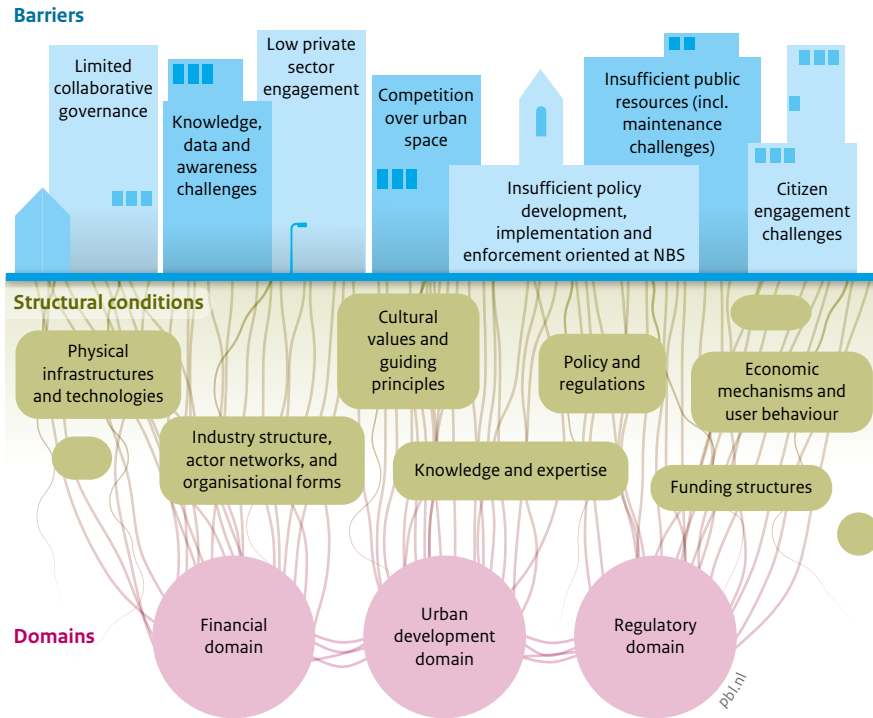 Barriers
Limited
collaborative
governance
Knowledge,
data and
awareness
challenges
Low private
sector
engagement
Competition
over urban
space
Insufficient policy
development,
implementation and
enforcement oriented at NBS
Insufficient public
resources (incl.
maintenance
challenges)
Citizen
engagement
challenges
Structural conditions
Physical
infrastructures
and technologies
Industry structure,
actor networks, and
organisational forms
Cultural
values and
guiding
principles
Knowledge and expertise
Policy and
regulations
Economic
mechanisms and
user behaviour
Funding structures
Domains
Financial
domain
Urban
development
domain
Regulatory
domain
pbl.nl